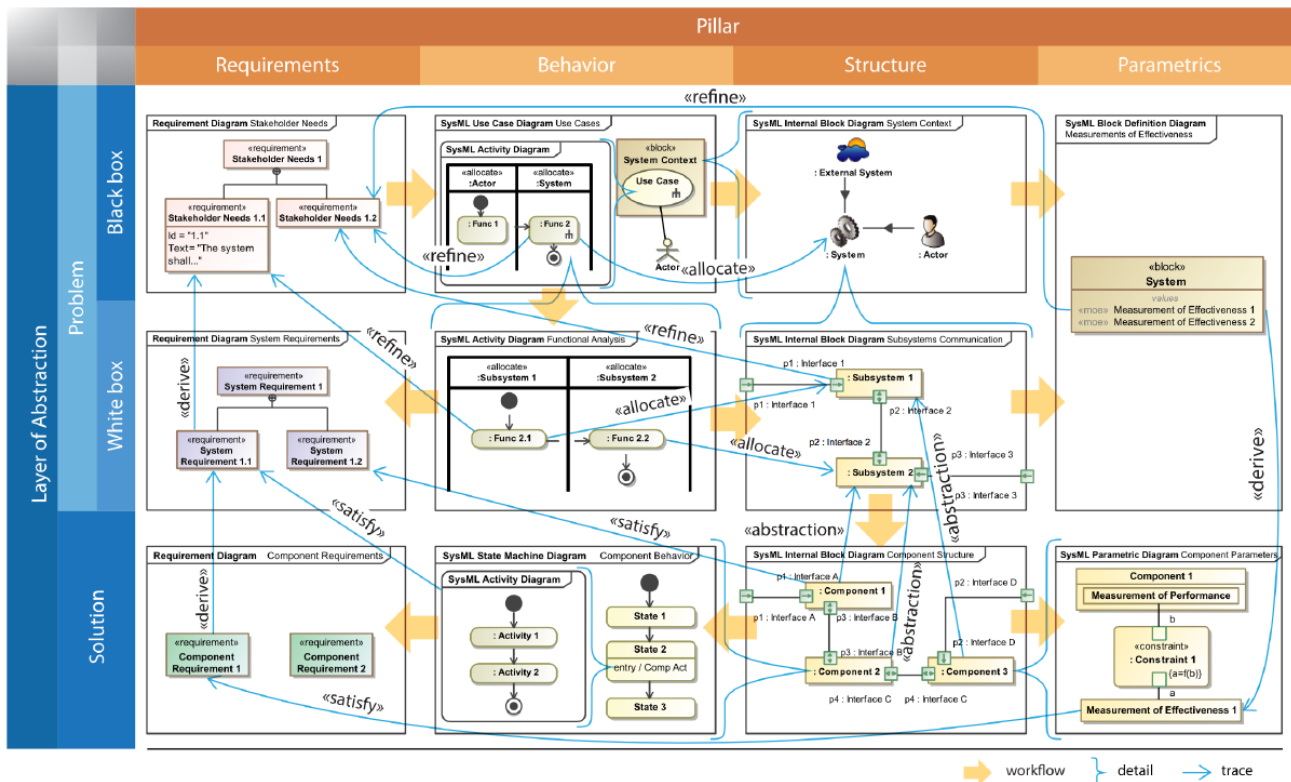 Pillar
Requirements
Behavior
Structure
Parametrics
Layer of Abstraction
Problem
Black box
White box
Solution
«refine»
Requirement Diagram Stakeholder Needs
«requirement»
Stakeholder Needs 1
«requirement»
Stakeholder Needs 1.1
Id = "1.1"
Text= "The system
shall..."
«requirement»
Stakeholder Needs 1.2
SysML Use Case Diagram Use Cases
SysML Activity Diagram
«allocate»
:Actor
«allocate»
:System
: Func 1
: Func 2
«block»
System Context
Use Case
Actor
«refine»
«allocate»
SysML Internal Block Diagram System Context
: External System
: System
: Actor
SysML Block Definition Diagram
Measurements of Effectiveness
«block»
System
values
«moe» Measurement of Effectiveness 1
«moe» Measurement of Effectiveness 2
«derive»
Requirement Diagram System Requirements
«requirement»
System Requirement 1
«requirement»
System
Requirement 1.1
«requirement»
System
Requirement 1.2
«derive»
«refine»
«refine»
SysML Activity Diagram Functional Analysis
«allocate»
:Subsystem 1
«allocate»
:Subsystem 2
: Func 2.1
: Func 2.2
«allocate»
«allocate»
SysML Internal Block Diagram Subsystems Communication
p1 : Interface 1
: Subsystem 1
p1 : Interface 1
p2 : Interface 2
p2 : Interface 2
p3 : Interface 3
: Subsystem 2
p3 : Interface 3
«satisfy»
«satisfy»
«abstraction»
«abstraction»
«abstraction»
Requirement Diagram Component Requirements
«derive»
«requirement»
Component
Requirement 1
«requirement»
Component
Requirement 2
«satisfy»
SysML State Machine Diagram Component Behavior
SysML Activity Diagram
: Activity 1
: Activity 2
State 1
State 2
entry / Comp Act
State 3
SysML Internal Block Diagram Component Structure
p1 : Interface A
: Component 1
p1 : Interface A
p3 : Interface B
p3 : Interface B
p2 : Interface D
p2 : Interface D
: Component 2
: Component 3
p4 : Interface C
p4 : Interface C
SysML Parametric Diagram Component Parameters
Component 1
Measurement of Performance
b
«constraint»
: Constraint 1
{a=f(b)}
a
Measurement of Effectiveness 1
workflow
detail
trace